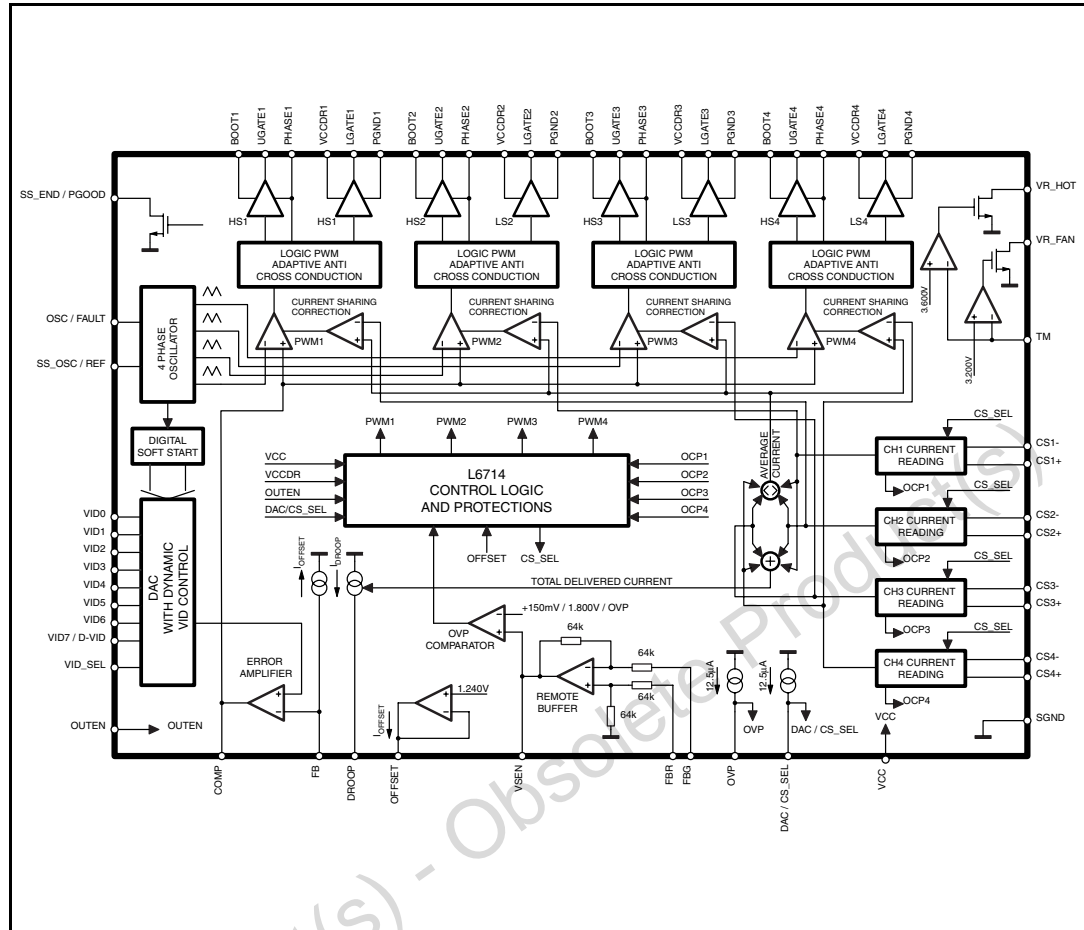 BOOT1
UGATE1
PHASE1
VCCDR1
LGATE1
PGND1
BOOT2
UGATE2
PHASE2
VCCDR2
LGATE2
PGND2
BOOT3
UGATE3
PHASE3
VCCDR3
LGATE3
PGND3
BOOT4
UGATE4
PHASE4
VCCDR4
LGATE4
PGND4
SS_END / PGOOD
HS1
HS1
HS2
LS2
HS3
LS3
HS4
LS4
VR_HOT
VR_FAN
LOGIC PWM
ADAPTIVE ANTI
CROSS CONDUCTION
LOGIC PWM
ADAPTIVE ANTI
CROSS CONDUCTION
LOGIC PWM
ADAPTIVE ANTI
CROSS CONDUCTION
LOGIC PWM
ADAPTIVE ANTI
CROSS CONDUCTION
3.600V
3.200V
TM
OSC / FAULT
SS_OSC / REF
4 PHASE
OSCILLATOR
CURRENT SHARING
CORRECTION
CURRENT SHARING
CORRECTION
CURRENT SHARING
CORRECTION
CURRENT SHARING
CORRECTION
PWM1
PWM2
PWM3
PWM4
DIGITAL
SOFT START
PWM1
PWM2
PWM3
PWM4
VCC
VCCDR
OUTEN
DAC/CS_SEL
L6714
CONTROL LOGIC
AND PROTECTIONS
OCP1
OCP2
OCP3
OCP4
OFFSET
CS_SEL
AVERAGE
CURRENT
CS_SEL
CH1 CURRENT
READING
CS1-
CS1+
OCP1
CS_SEL
CH2 CURRENT
READING
CS2-
CS2+
OCP2
CS_SEL
CH3 CURRENT
READING
CS3-
CS3+
OCP3
CS_SEL
CH4 CURRENT
READING
CS4-
CS4+
OCP4
VID0
VID1
VID2
VID3
VID4
VID5
VID6
VID7 / D-VID
VID_SEL
DAC
WITH DYNAMIC
VID CONTROL
IOFFSET
IDROOP
TOTAL DELIVERED CURRENT
+150mV / 1.800V / OVP
OVP
COMPARATOR
64k
64k
64k
64k
REMOTE
BUFFER
ERROR
AMPLIFIER
1.240V
IOFFSET
12.5µA
12.5µA
OVP
DAC / CS_SEL
VCC
SGND
OUTEN
OUTEN
COMP
FB
DROOP
OFFSET
VSEN
FBR
FBG
OVP
DAC / CS_SEL
VCC
(s) - Obsolete Product(s)